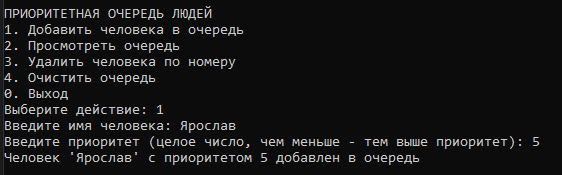 ПРИОРИТЕТНАЯ ОЧЕРЕДЬ ЛЮДЕЙ
1. Добавить человека в очередь
2. Просмотреть очередь
3. Удалить человека по номеру
4. Очистить очередь
0. Выход
Выберите действие: 1
Введите имя человека: Ярослав
Введите приоритет (целое число, чем меньше - тем выше приоритет): 5
Человек 'Ярослав' с приоритетом 5 добавлен в очередь